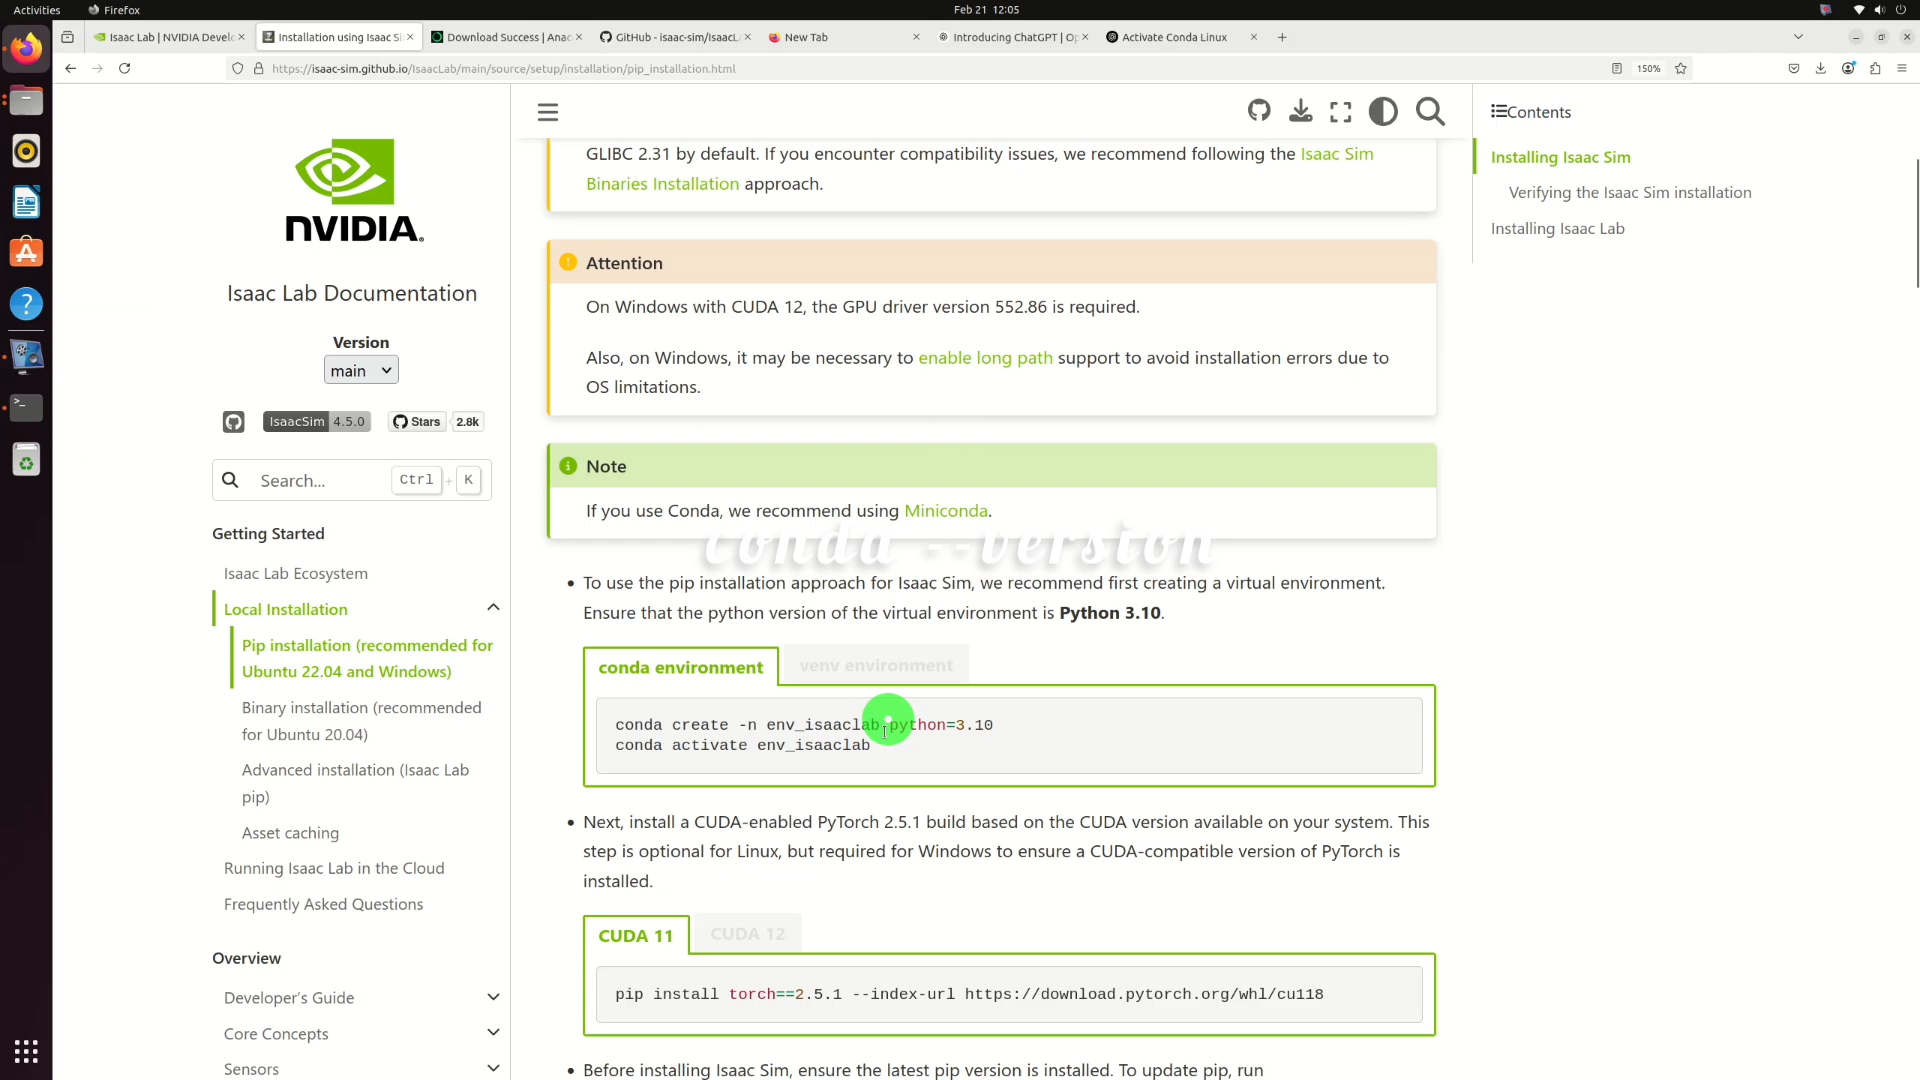 Activities
Firefox
Feb 21 12:05
Isaac Lab | NVIDIA Develo
Installation using Isaac Si
Download Success | Anac
GitHub - isaac-sim/IsaacL
New Tab
Introducing ChatGPT | Op
Activate Conda Linux
https://isaac-sim.github.io/IsaacLab/main/source/setup/installation/pip_installation.html
150%
NVIDIA.
Isaac Lab Documentation
Version
main
IsaacSim 4.5.0
Stars 2.8k
Search... Ctrl + K
Getting Started
Isaac Lab Ecosystem
Local Installation
Pip installation (recommended for
Ubuntu 22.04 and Windows)
Binary installation (recommended
for Ubuntu 20.04)
Advanced installation (Isaac Lab
pip)
Asset caching
Running Isaac Lab in the Cloud
Frequently Asked Questions
Overview
Developer's Guide
Core Concepts
Sensors
GLIBC 2.31 by default. If you encounter compatibility issues, we recommend following the Isaac Sim
Binaries Installation approach.
Attention
On Windows with CUDA 12, the GPU driver version 552.86 is required.
Also, on Windows, it may be necessary to enable long path support to avoid installation errors due to
OS limitations.
Note
If you use Conda, we recommend using Miniconda.
conda --version
To use the pip installation approach for Isaac Sim, we recommend first creating a virtual environment.
Ensure that the python version of the virtual environment is Python 3.10.
conda environment
venv environment
conda create -n env_isaaclab python=3.10
conda activate env_isaaclab
Next, install a CUDA-enabled PyTorch 2.5.1 build based on the CUDA version available on your system. This
step is optional for Linux, but required for Windows to ensure a CUDA-compatible version of PyTorch is
installed.
CUDA 11
CUDA 12
pip install torch==2.5.1 --index-url https://download.pytorch.org/whl/cu118
Before installing Isaac Sim, ensure the latest pip version is installed. To update pip, run
Contents
Installing Isaac Sim
Verifying the Isaac Sim installation
Installing Isaac Lab